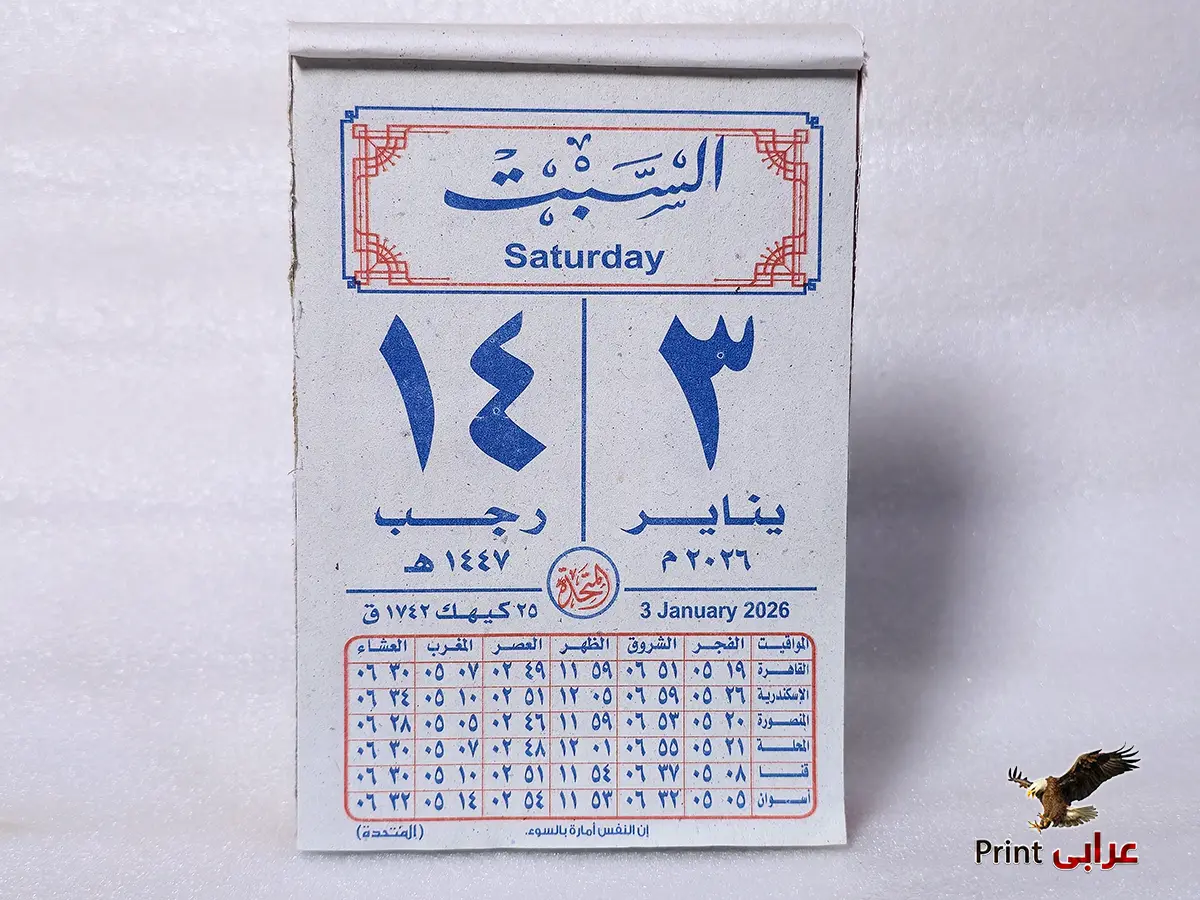 السَّبْت
Saturday
٣
يناير
٢٠٢٦ م
١٤
رجب
١٤٤٧ هـ
المتحدة
3 January 2026
٢٥ كيهك ١٧٤٢ ق
المواقيت الفجر الشروق الظهر العصر المغرب العشاء
القاهرة ١٩ ٠٥ ٥١ ٠٦ ٥٩ ١١ ٤٩ ٠٢ ٠٧ ٠٥ ٣٠ ٠٦
الإسكندرية ٢٦ ٠٥ ٥٩ ٠٦ ٠٥ ١٢ ٥١ ٠٢ ١٠ ٠٥ ٣٤ ٠٦
المنصورة ٢٠ ٠٥ ٥٣ ٠٦ ٥٩ ١١ ٤٦ ٠٢ ٠٥ ٠٥ ٢٨ ٠٦
المحلة ٢١ ٠٥ ٥٥ ٠٦ ٠١ ١٢ ٤٨ ٠٢ ٠٧ ٠٥ ٣٠ ٠٦
قنا ٠٨ ٠٥ ٣٧ ٠٦ ٥٤ ١١ ٥١ ٠٢ ١٠ ٠٥ ٣٠ ٠٦
أسوان ٠٥ ٠٥ ٣٢ ٠٦ ٥٣ ١١ ٥٤ ٠٢ ١٤ ٠٥ ٣٢ ٠٦
إن النفس أمارة بالسوء. (المتحدة)
Print عرابى